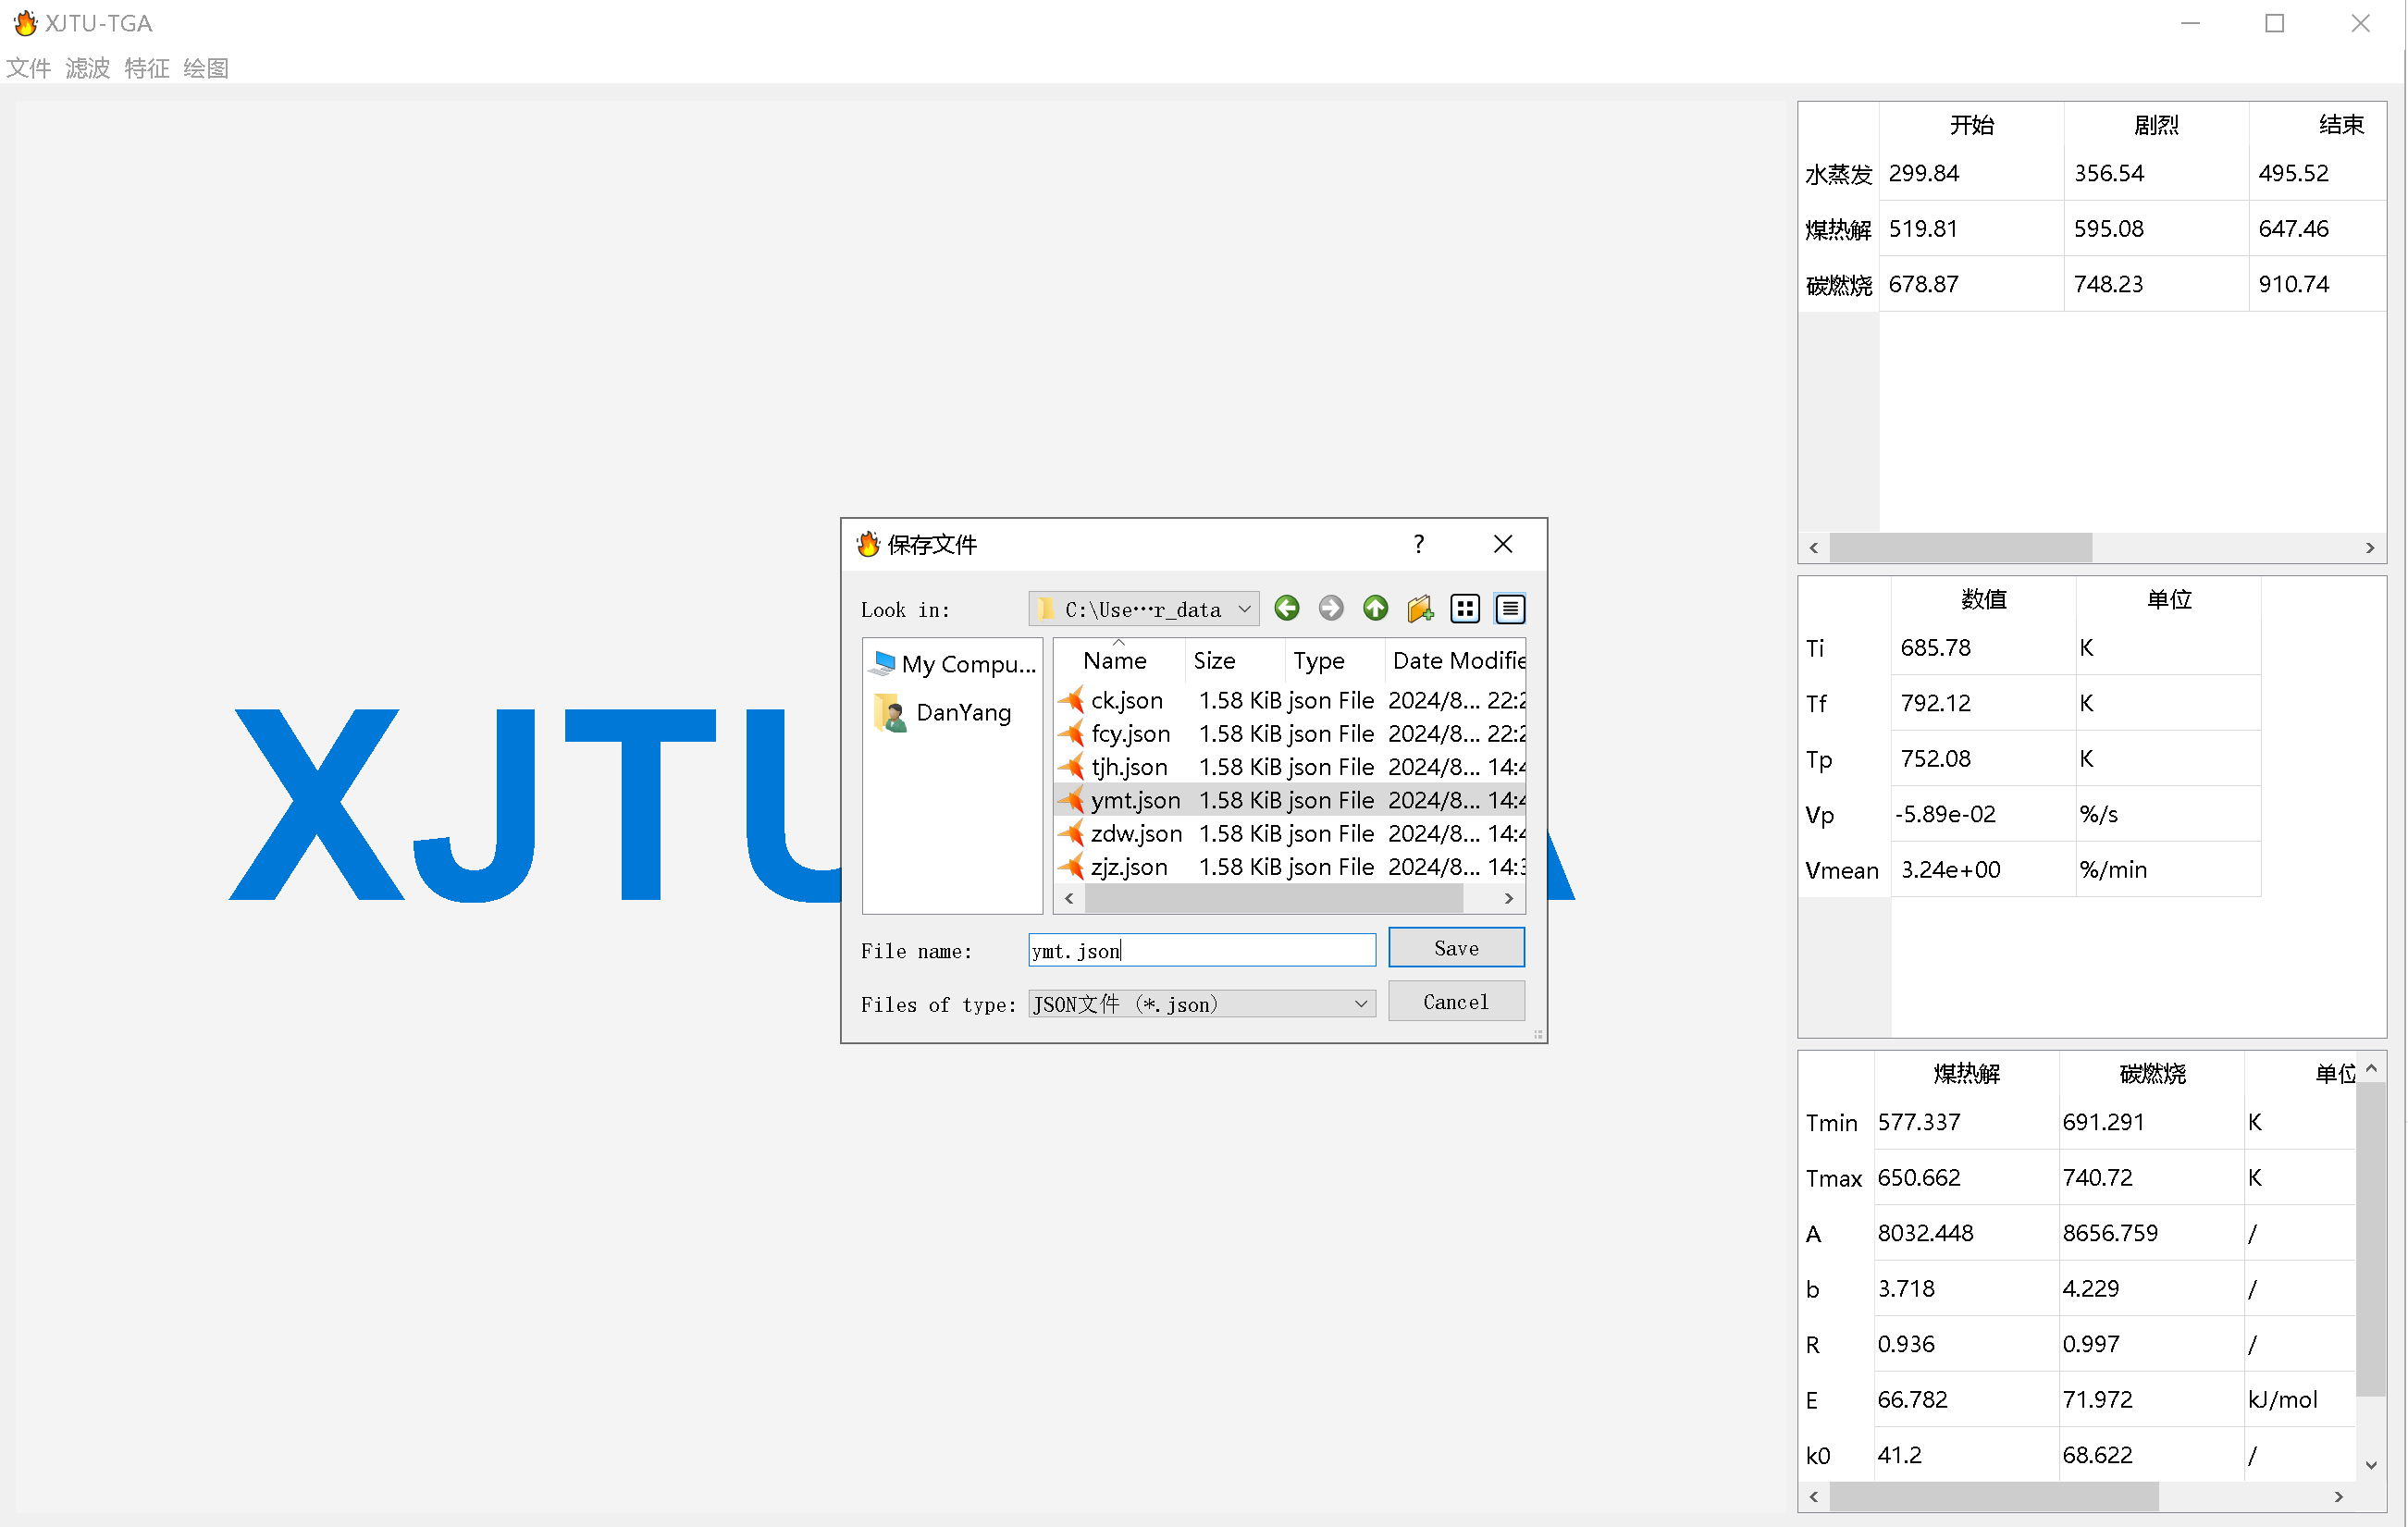 XJTU-TGA
文件 滤波 特征 绘图
XJTU
开始 剧烈 结束
水蒸发 299.84 356.54 495.52
煤热解 519.81 595.08 647.46
碳燃烧 678.87 748.23 910.74
数值 单位
Ti 685.78 K
Tf 792.12 K
Tp 752.08 K
Vp -5.89e-02 %/s
Vmean 3.24e+00 %/min
煤热解 碳燃烧 单位
Tmin 577.337 691.291 K
Tmax 650.662 740.72 K
A 8032.448 8656.759 /
b 3.718 4.229 /
R 0.936 0.997 /
E 66.782 71.972 kJ/mol
k0 41.2 68.622 /
保存文件 ?
Look in: C:\Use···r_data
My Compu...
DanYang
Name Size Type Date Modifie
ck.json 1.58 KiB json File 2024/8... 22:2
fcy.json 1.58 KiB json File 2024/8... 22:2
tjh.json 1.58 KiB json File 2024/8... 14:4
ymt.json 1.58 KiB json File 2024/8... 14:4
zdw.json 1.58 KiB json File 2024/8... 14:4
zjz.json 1.58 KiB json File 2024/8... 14:3
File name: ymt.json Save
Files of type: JSON文件 (*.json) Cancel